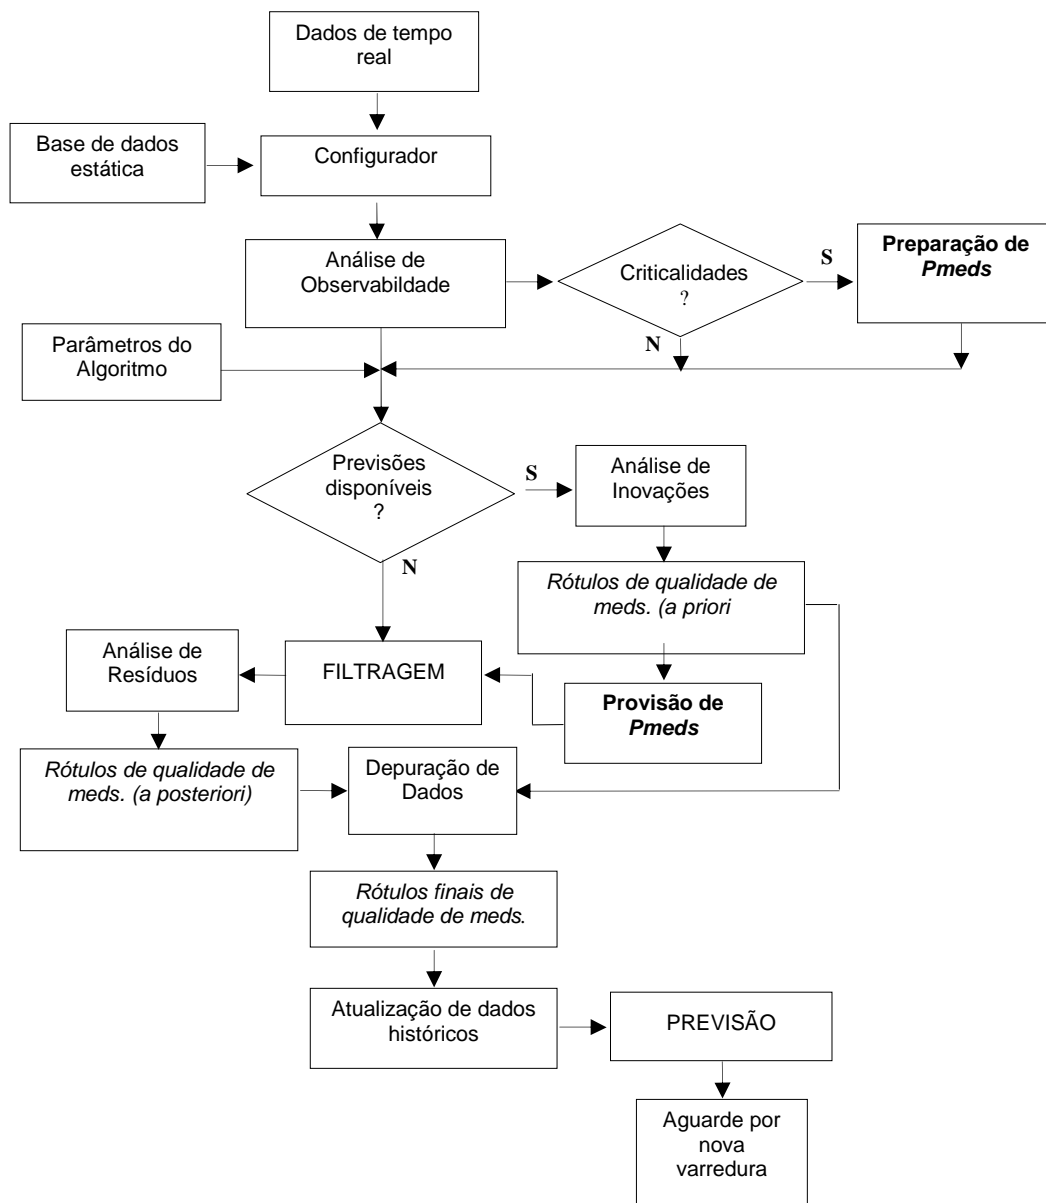 Dados de tempo
real
Base de dados
estática
Configurador
Análise de
Observabildade
Criticalidades
?
S
Preparação de
Pmeds
N
Parâmetros do
Algoritmo
Previsões
disponíveis
?
S
Análise de
Inovações
N
Rótulos de qualidade de
meds. (a priori
Análise de
Resíduos
FILTRAGEM
Provisão de
Pmeds
Rótulos de qualidade de
meds. (a posteriori)
Depuração de
Dados
Rótulos finais de
qualidade de meds.
Atualização de dados
históricos
PREVISÃO
Aguarde por
nova
varredura